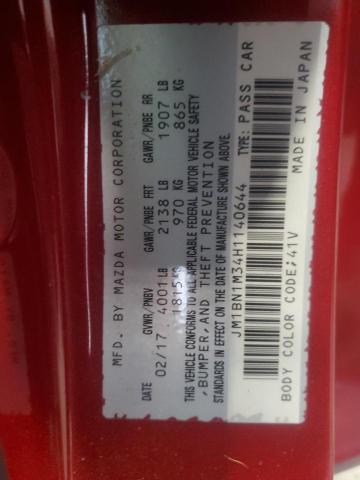 MFD. BY MAZDA MOTOR CORPORATION
DATE GVWR/PNBV GAWR/PNBE FRT GAWR/PNBE RR
02/17 4001LB 2138 LB 1907 LB
1815KG 970 KG 865 KG
THIS VEHICLE CONFORMS TO ALL APPLICABLE FEDERAL MOTOR VEHICLE SAFETY
,BUMPER,AND THEFT PREVENTION
STANDARDS IN EFFECT ON THE DATE OF MANUFACTURE SHOWN ABOVE.
JM1BN1M34H1140644 TYPE: PASS CAR
BODY COLOR CODE;41V MADE IN JAPAN